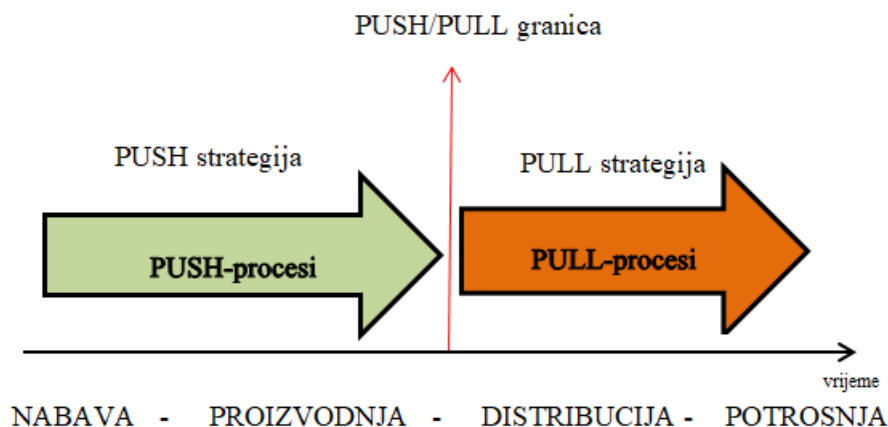 PUSH/PULL granica
PUSH strategija
PULL strategija
PUSH-procesi
PULL-procesi
vrijeme
NABAVA - PROIZVODNJA - DISTRIBUCIJA - POTROSNJA